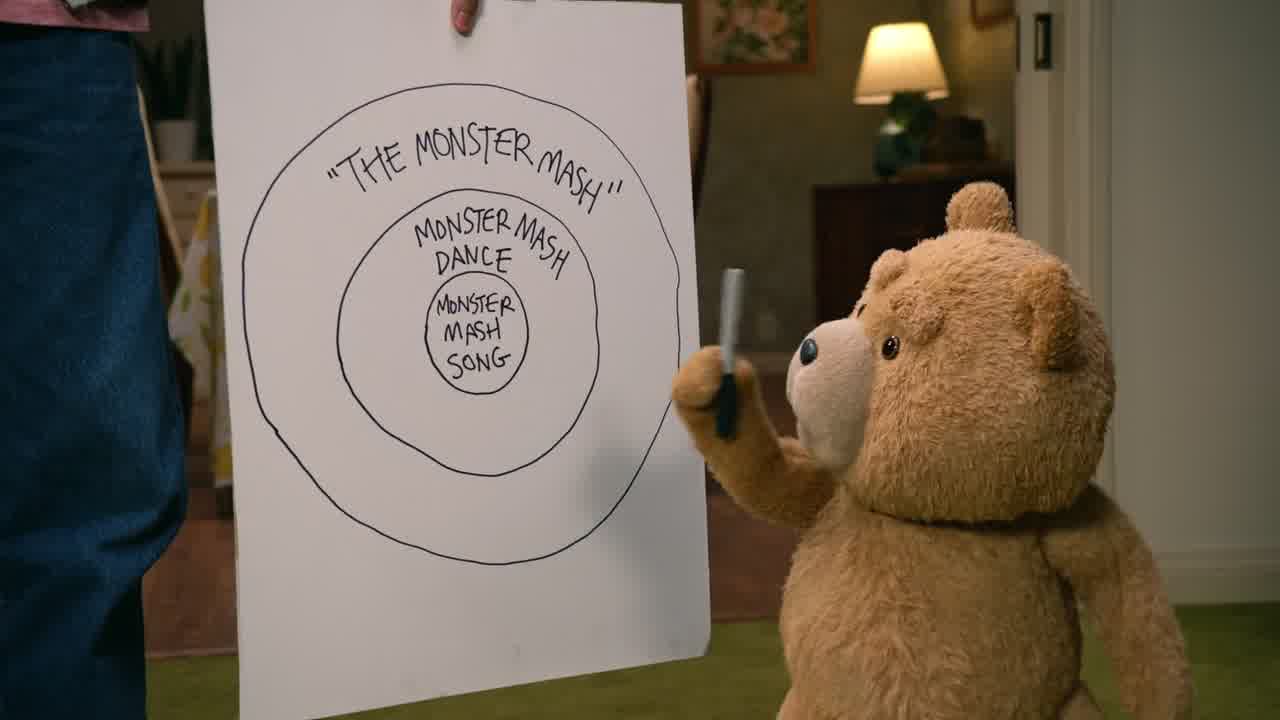 "THE MONSTER MASH"
MONSTER MASH
DANCE
MONSTER
MASH
SONG